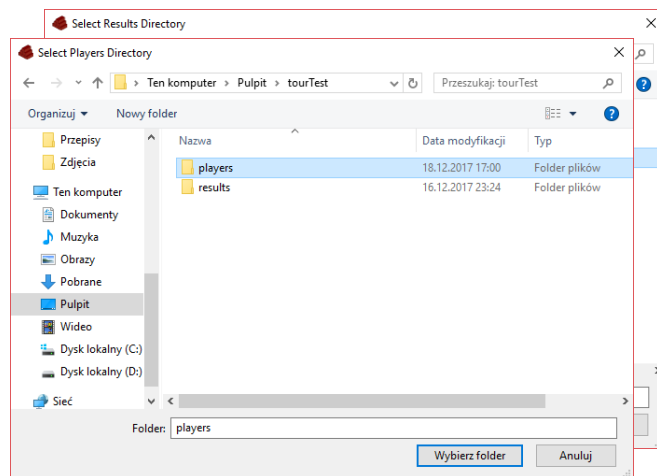 Select Results Directory
Select Players Directory
Ten komputer > Pulpit > tourTest
Przeszukaj: tourTest
Organizuj
Nowy folder
Przepisy
Zdjęcia
Ten komputer
Dokumenty
Muzyka
Obrazy
Pobrane
Pulpit
Wideo
Dysk lokalny (C:)
Dysk lokalny (D:)
Sieć
Nazwa Data modyfikacji Typ
players 18.12.2017 17:00 Folder plików
results 16.12.2017 23:24 Folder plików
Folder: players
Wybierz folder Anuluj